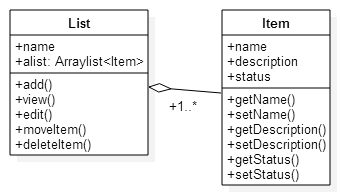 List
+name
+alist: Arraylist<Item>
+add()
+view()
+edit()
+moveItem()
+deleteItem()
+1..*
Item
+name
+description
+status
+getName()
+setName()
+getDescription()
+setDescription()
+getStatus()
+setStatus()